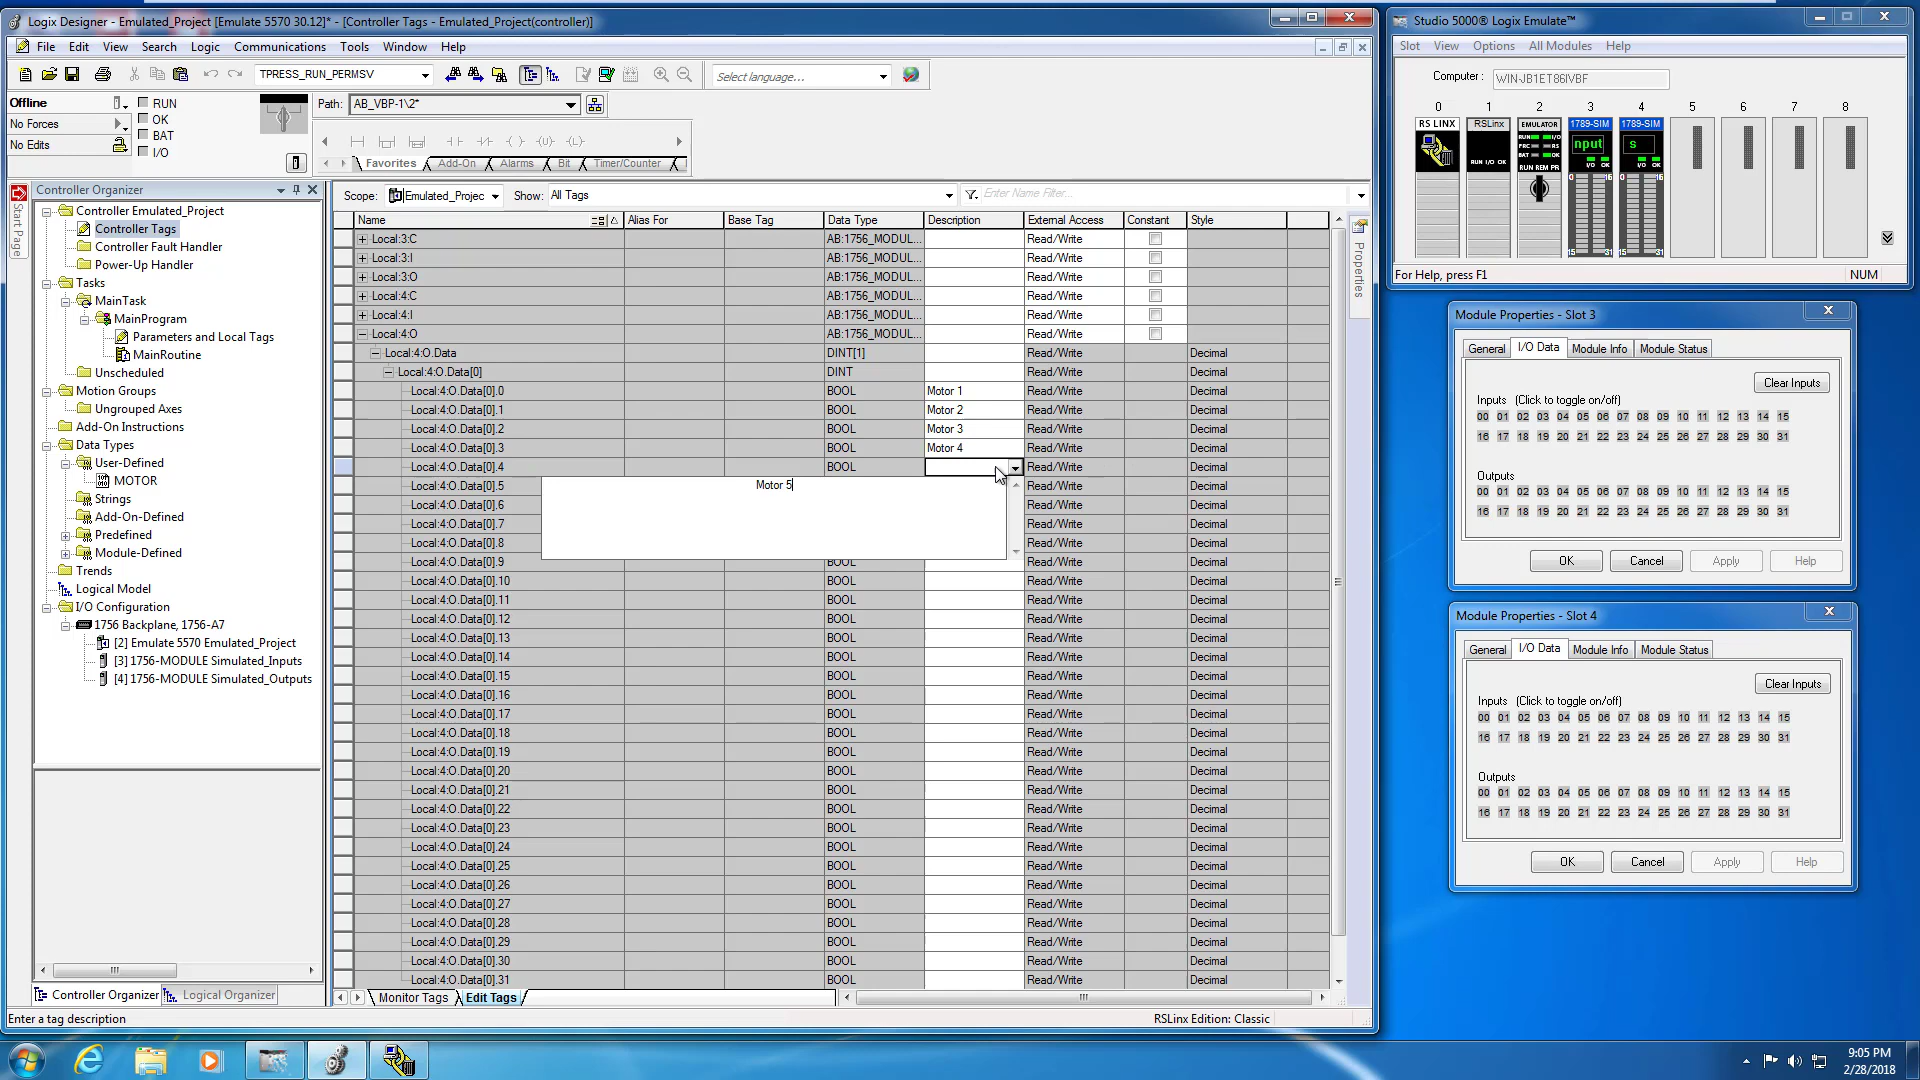 Logix Designer - Emulated_Project [Emulate 5570 30.12]* - [Controller Tags - Emulated_Project(controller)]
File Edit View Search Logic Communications Tools Window Help
TPRESS_RUN_PERMSV
Select language...
Offline
No Forces
No Edits
RUN
OK
BAT
I/O
Path: AB_VBP-1\2*
Favorites Add-On Alarms Bit Timer/Counter
Start Page
Controller Organizer
Controller Emulated_Project
Controller Tags
Controller Fault Handler
Power-Up Handler
Tasks
MainTask
MainProgram
Parameters and Local Tags
MainRoutine
Unscheduled
Motion Groups
Ungrouped Axes
Add-On Instructions
Data Types
User-Defined
MOTOR
Strings
Add-On-Defined
Predefined
Module-Defined
Trends
Logical Model
I/O Configuration
1756 Backplane, 1756-A7
[2] Emulate 5570 Emulated_Project
[3] 1756-MODULE Simulated_Inputs
[4] 1756-MODULE Simulated_Outputs
Controller Organizer Logical Organizer
Scope: Emulated_Projec Show: All Tags Enter Name Filter...
Name Alias For Base Tag Data Type Description External Access Constant Style
Local:3:C AB:1756_MODUL... Read/Write
Local:3:I AB:1756_MODUL... Read/Write
Local:3:O AB:1756_MODUL... Read/Write
Local:4:C AB:1756_MODUL... Read/Write
Local:4:I AB:1756_MODUL... Read/Write
Local:4:O AB:1756_MODUL... Read/Write
Local:4:O.Data DINT[1] Read/Write Decimal
Local:4:O.Data[0] DINT Read/Write Decimal
Local:4:O.Data[0].0 BOOL Motor 1 Read/Write Decimal
Local:4:O.Data[0].1 BOOL Motor 2 Read/Write Decimal
Local:4:O.Data[0].2 BOOL Motor 3 Read/Write Decimal
Local:4:O.Data[0].3 BOOL Motor 4 Read/Write Decimal
Local:4:O.Data[0].4 BOOL Read/Write Decimal
Motor 5
Local:4:O.Data[0].5 Read/Write Decimal
Local:4:O.Data[0].6 Read/Write Decimal
Local:4:O.Data[0].7 Read/Write Decimal
Local:4:O.Data[0].8 Read/Write Decimal
Local:4:O.Data[0].9 BOOL Read/Write Decimal
Local:4:O.Data[0].10 BOOL Read/Write Decimal
Local:4:O.Data[0].11 BOOL Read/Write Decimal
Local:4:O.Data[0].12 BOOL Read/Write Decimal
Local:4:O.Data[0].13 BOOL Read/Write Decimal
Local:4:O.Data[0].14 BOOL Read/Write Decimal
Local:4:O.Data[0].15 BOOL Read/Write Decimal
Local:4:O.Data[0].16 BOOL Read/Write Decimal
Local:4:O.Data[0].17 BOOL Read/Write Decimal
Local:4:O.Data[0].18 BOOL Read/Write Decimal
Local:4:O.Data[0].19 BOOL Read/Write Decimal
Local:4:O.Data[0].20 BOOL Read/Write Decimal
Local:4:O.Data[0].21 BOOL Read/Write Decimal
Local:4:O.Data[0].22 BOOL Read/Write Decimal
Local:4:O.Data[0].23 BOOL Read/Write Decimal
Local:4:O.Data[0].24 BOOL Read/Write Decimal
Local:4:O.Data[0].25 BOOL Read/Write Decimal
Local:4:O.Data[0].26 BOOL Read/Write Decimal
Local:4:O.Data[0].27 BOOL Read/Write Decimal
Local:4:O.Data[0].28 BOOL Read/Write Decimal
Local:4:O.Data[0].29 BOOL Read/Write Decimal
Local:4:O.Data[0].30 BOOL Read/Write Decimal
Local:4:O.Data[0].31 BOOL Read/Write Decimal
Monitor Tags Edit Tags
Properties
Enter a tag description
RSLinx Edition: Classic
Studio 5000® Logix Emulate™
Slot View Options All Modules Help
Computer : WIN-JB1ET86IVBF
0 1 2 3 4 5 6 7 8
RS LINX RSLinx EMULATOR 1789-SIM 1789-SIM
RUN I/O OK
RUN I/O
FRC RS
BAT OK
RUN REM PR
nput
s
I/O OK I/O OK
0 16 0 16
15 31 15 31
For Help, press F1 NUM
Module Properties - Slot 3
General I/O Data Module Info Module Status
Clear Inputs
Inputs (Click to toggle on/off)
00 01 02 03 04 05 06 07 08 09 10 11 12 13 14 15
16 17 18 19 20 21 22 23 24 25 26 27 28 29 30 31
Outputs
00 01 02 03 04 05 06 07 08 09 10 11 12 13 14 15
16 17 18 19 20 21 22 23 24 25 26 27 28 29 30 31
OK Cancel Apply Help
Module Properties - Slot 4
General I/O Data Module Info Module Status
Clear Inputs
Inputs (Click to toggle on/off)
00 01 02 03 04 05 06 07 08 09 10 11 12 13 14 15
16 17 18 19 20 21 22 23 24 25 26 27 28 29 30 31
Outputs
00 01 02 03 04 05 06 07 08 09 10 11 12 13 14 15
16 17 18 19 20 21 22 23 24 25 26 27 28 29 30 31
OK Cancel Apply Help
9:05 PM
2/28/2018